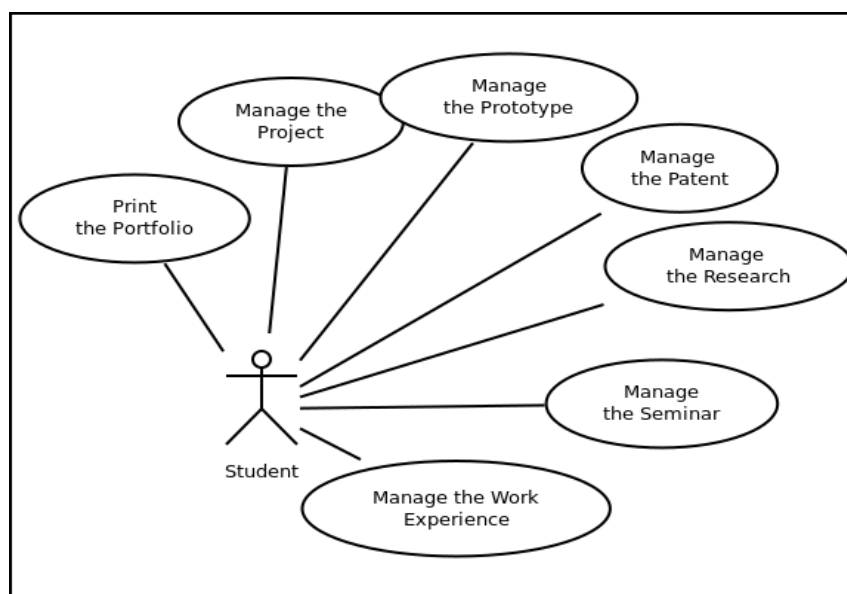 Manage
the Prototype
Manage the
Project
Manage
the Patent
Print
the Portfolio
Manage
the Research
Manage
the Seminar
Student
Manage the Work
Experience